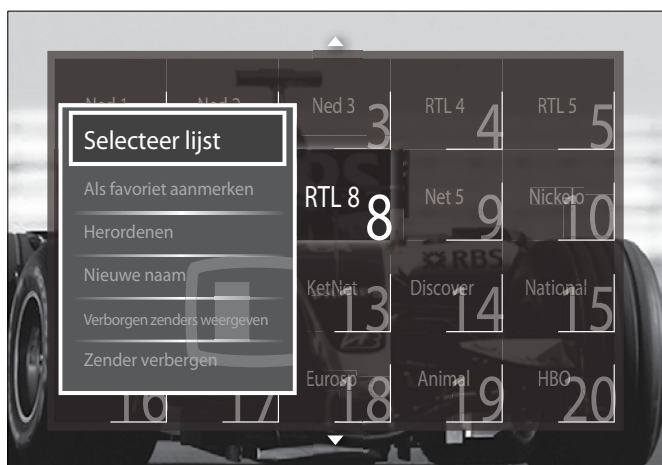 Ned 1 Ned 2 Ned 3 3 RTL 4 4 RTL 5 5
Selecteer lijst
Als favoriet aanmerken
Herordenen
Nieuwe naam
Verborgen zenders weergeven
Zender verbergen
RTL 8 8 Net 5 9 Nickelo 10
RBS
KetNet 13 Discover 14 National 15
16 17 Eurosp 18 Animal 19 HBO 20